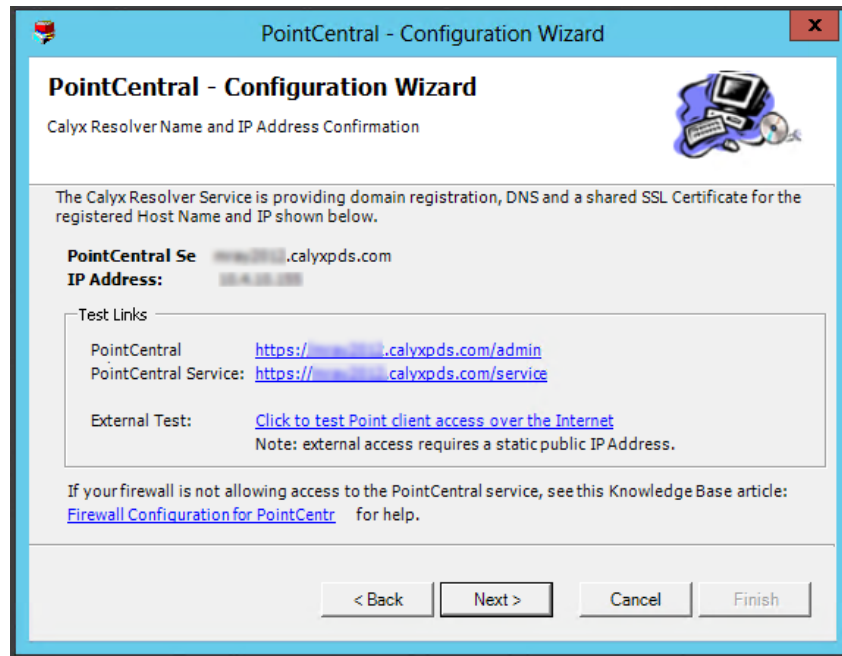 PointCentral - Configuration Wizard
X
PointCentral - Configuration Wizard
Calyx Resolver Name and IP Address Confirmation
The Calyx Resolver Service is providing domain registration, DNS and a shared SSL Certificate for the
registered Host Name and IP shown below.
PointCentral Se .calyxpds.com
IP Address:
Test Links
PointCentral https:/ .calyxpds.com/admin
PointCentral Service: https:// .calyxpds.com/service
External Test: Click to test Point client access over the Internet
Note: external access requires a static public IP Address.
If your firewall is not allowing access to the PointCentral service, see this Knowledge Base article:
Firewall Configuration for PointCentr for help.
< Back Next > Cancel Finish